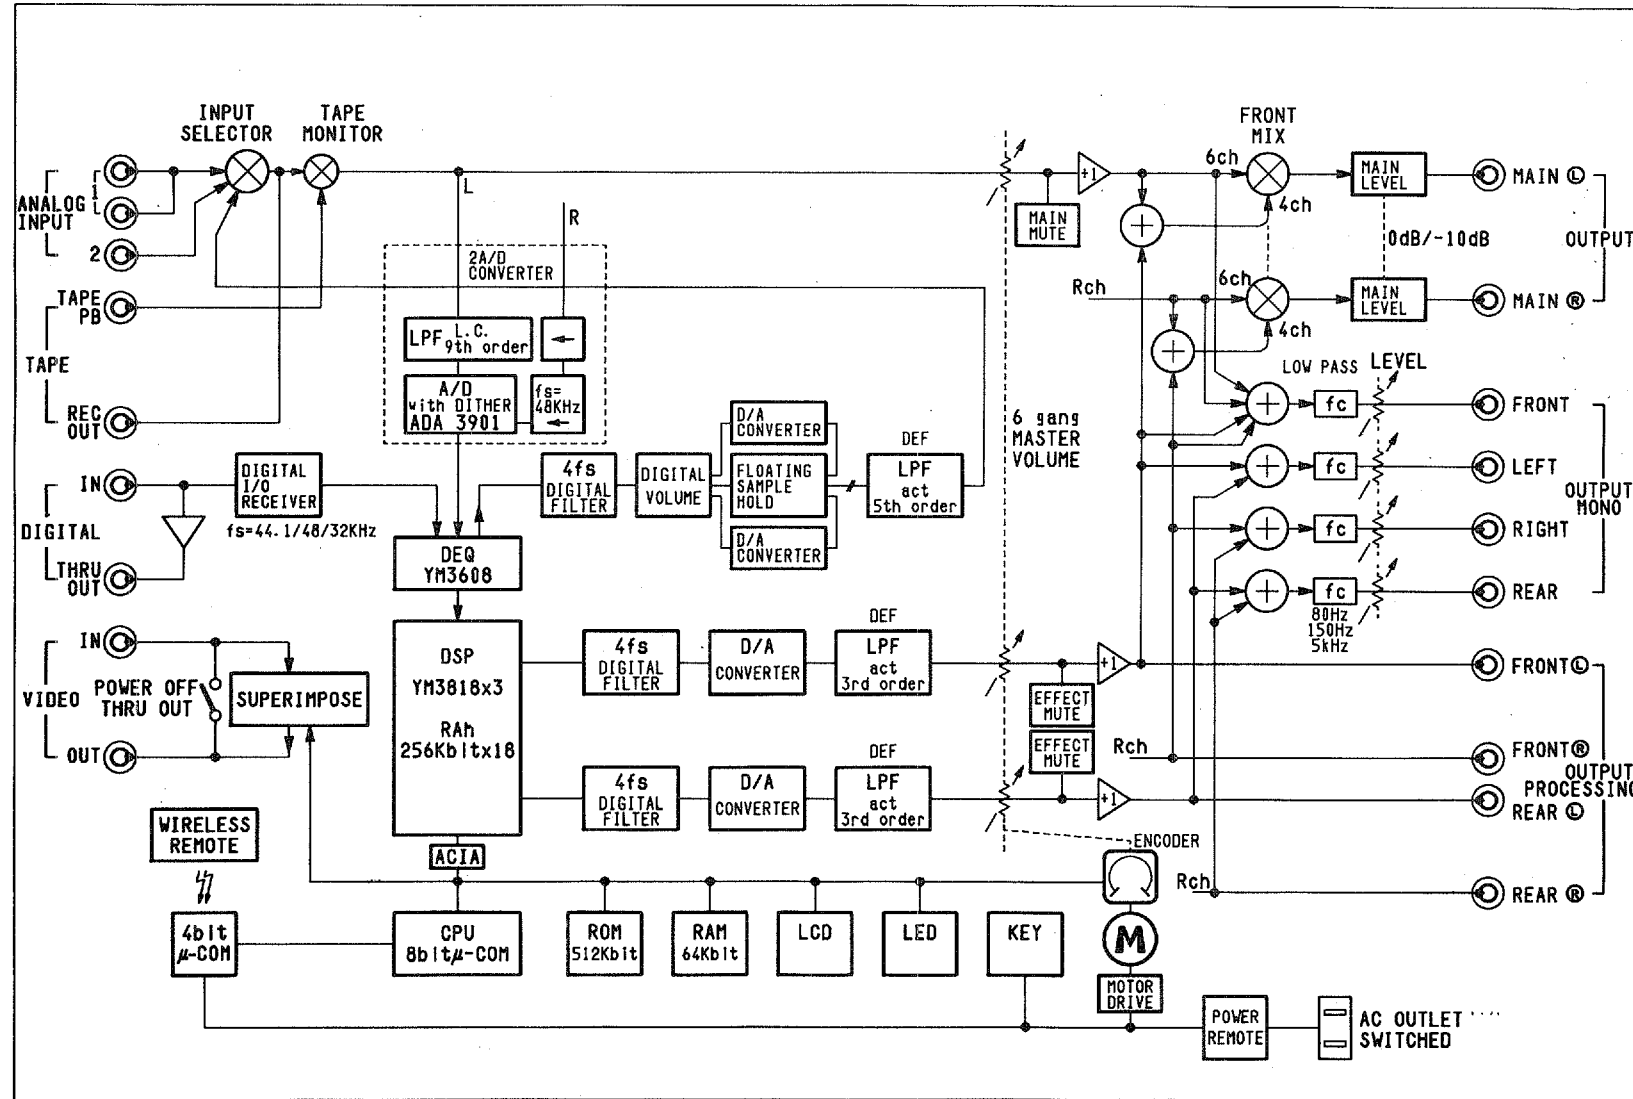 INPUT
SELECTOR
TAPE
MONITOR
FRONT
MIX
ANALOG
INPUT
1
2
L
R
2A/D
CONVERTER
LPF L.C.
9th order
A/D
with DITHER
ADA 3901
fs=
48KHz
TAPE
PB
TAPE
REC
OUT
MAIN
MUTE
+1
6ch
4ch
MAIN
LEVEL
MAIN Ⓛ
0dB/-10dB
OUTPUT
Rch
6ch
4ch
MAIN
LEVEL
MAIN Ⓡ
LOW PASS
LEVEL
fc
FRONT
fc
LEFT
OUTPUT
MONO
fc
RIGHT
fc
REAR
80Hz
150Hz
5kHz
6 gang
MASTER
VOLUME
DIGITAL
IN
THRU
OUT
DIGITAL
I/O
RECEIVER
fs=44.1/48/32KHz
DEQ
YM3608
4fs
DIGITAL
FILTER
DIGITAL
VOLUME
D/A
CONVERTER
FLOATING
SAMPLE
HOLD
D/A
CONVERTER
DEF
LPF
act
5th order
VIDEO
IN
OUT
POWER OFF
THRU OUT
SUPERIMPOSE
DSP
YM3818x3
RAM
256Kbitx18
4fs
DIGITAL
FILTER
D/A
CONVERTER
DEF
LPF
act
3rd order
EFFECT
MUTE
+1
FRONT Ⓛ
EFFECT
MUTE
Rch
FRONT Ⓡ
OUTPUT
PROCESSING
4fs
DIGITAL
FILTER
D/A
CONVERTER
DEF
LPF
act
3rd order
+1
REAR Ⓛ
WIRELESS
REMOTE
ACIA
ENCODER
Rch
REAR Ⓡ
4bit
μ-COM
CPU
8bitμ-COM
ROM
512Kbit
RAM
64Kbit
LCD
LED
KEY
M
MOTOR
DRIVE
POWER
REMOTE
AC OUTLET
SWITCHED